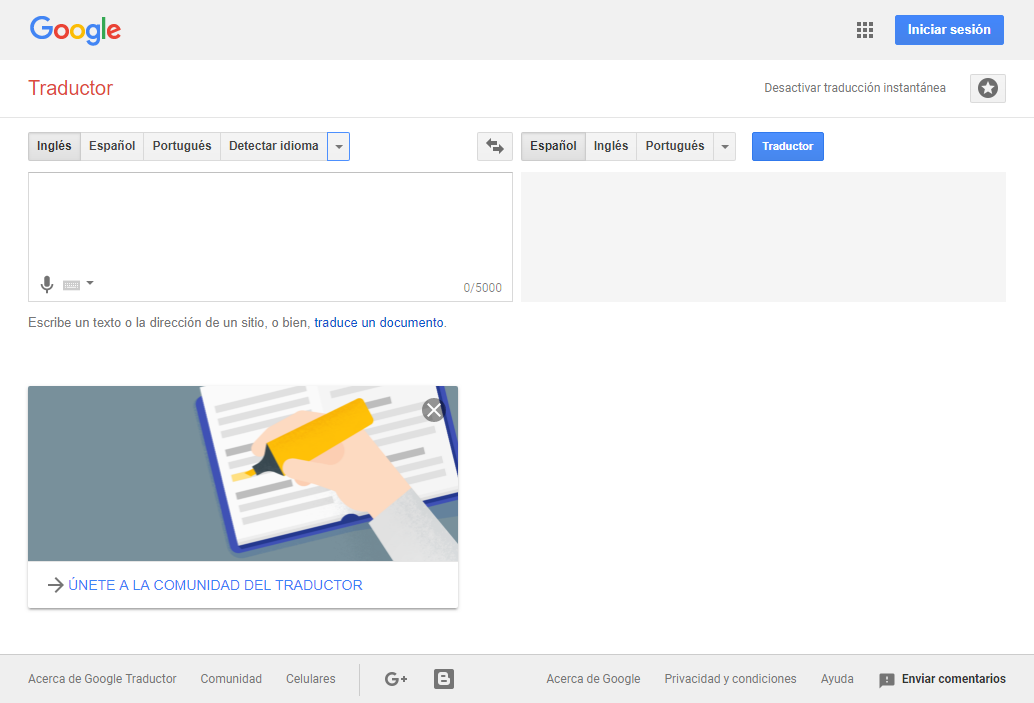 Google
Iniciar sesión
Traductor
Desactivar traducción instantánea
Inglés Español Portugués Detectar idioma
Español Inglés Portugués
Traductor
0/5000
Escribe un texto o la dirección de un sitio, o bien, traduce un documento.
ÚNETE A LA COMUNIDAD DEL TRADUCTOR
Acerca de Google Traductor Comunidad Celulares G+ B Acerca de Google Privacidad y condiciones Ayuda Enviar comentarios